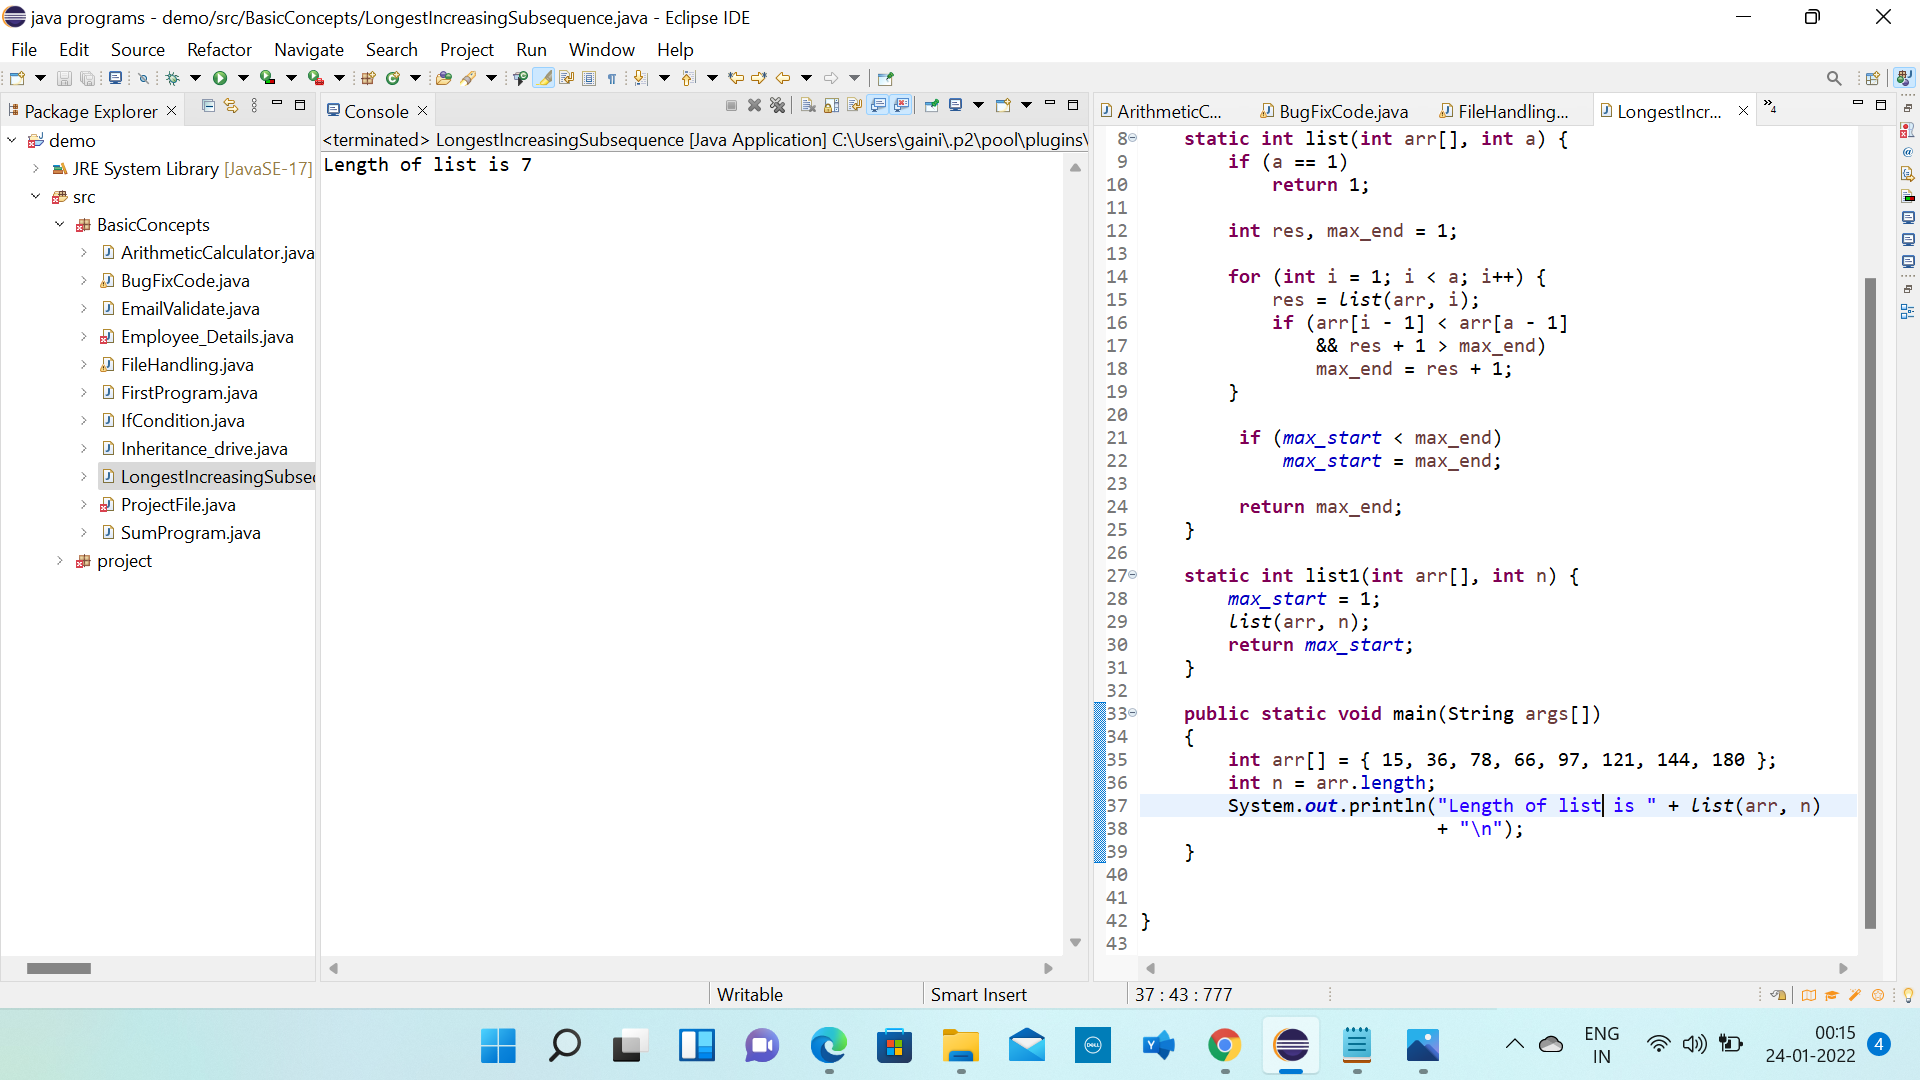 java programs - demo/src/BasicConcepts/LongestIncreasingSubsequence.java - Eclipse IDE
File Edit Source Refactor Navigate Search Project Run Window Help
Package Explorer
demo
JRE System Library [JavaSE-17]
src
BasicConcepts
ArithmeticCalculator.java
BugFixCode.java
EmailValidate.java
Employee_Details.java
FileHandling.java
FirstProgram.java
IfCondition.java
Inheritance_drive.java
LongestIncreasingSubsec
ProjectFile.java
SumProgram.java
project
Console
<terminated> LongestIncreasingSubsequence [Java Application] C:\Users\gaini\.p2\pool\plugins\
Length of list is 7
ArithmeticC... BugFixCode.java FileHandling... LongestIncr... 4
8 static int list(int arr[], int a) {
9 if (a == 1)
10 return 1;
11
12 int res, max_end = 1;
13
14 for (int i = 1; i < a; i++) {
15 res = list(arr, i);
16 if (arr[i - 1] < arr[a - 1]
17 && res + 1 > max_end)
18 max_end = res + 1;
19 }
20
21 if (max_start < max_end)
22 max_start = max_end;
23
24 return max_end;
25 }
26
27 static int list1(int arr[], int n) {
28 max_start = 1;
29 list(arr, n);
30 return max_start;
31 }
32
33 public static void main(String args[])
34 {
35 int arr[] = { 15, 36, 78, 66, 97, 121, 144, 180 };
36 int n = arr.length;
37 System.out.println("Length of list is " + list(arr, n)
38 + "\n");
39 }
40
41
42 }
43
Writable Smart Insert 37 : 43 : 777
DELL
ENG
IN
00:15
24-01-2022
4